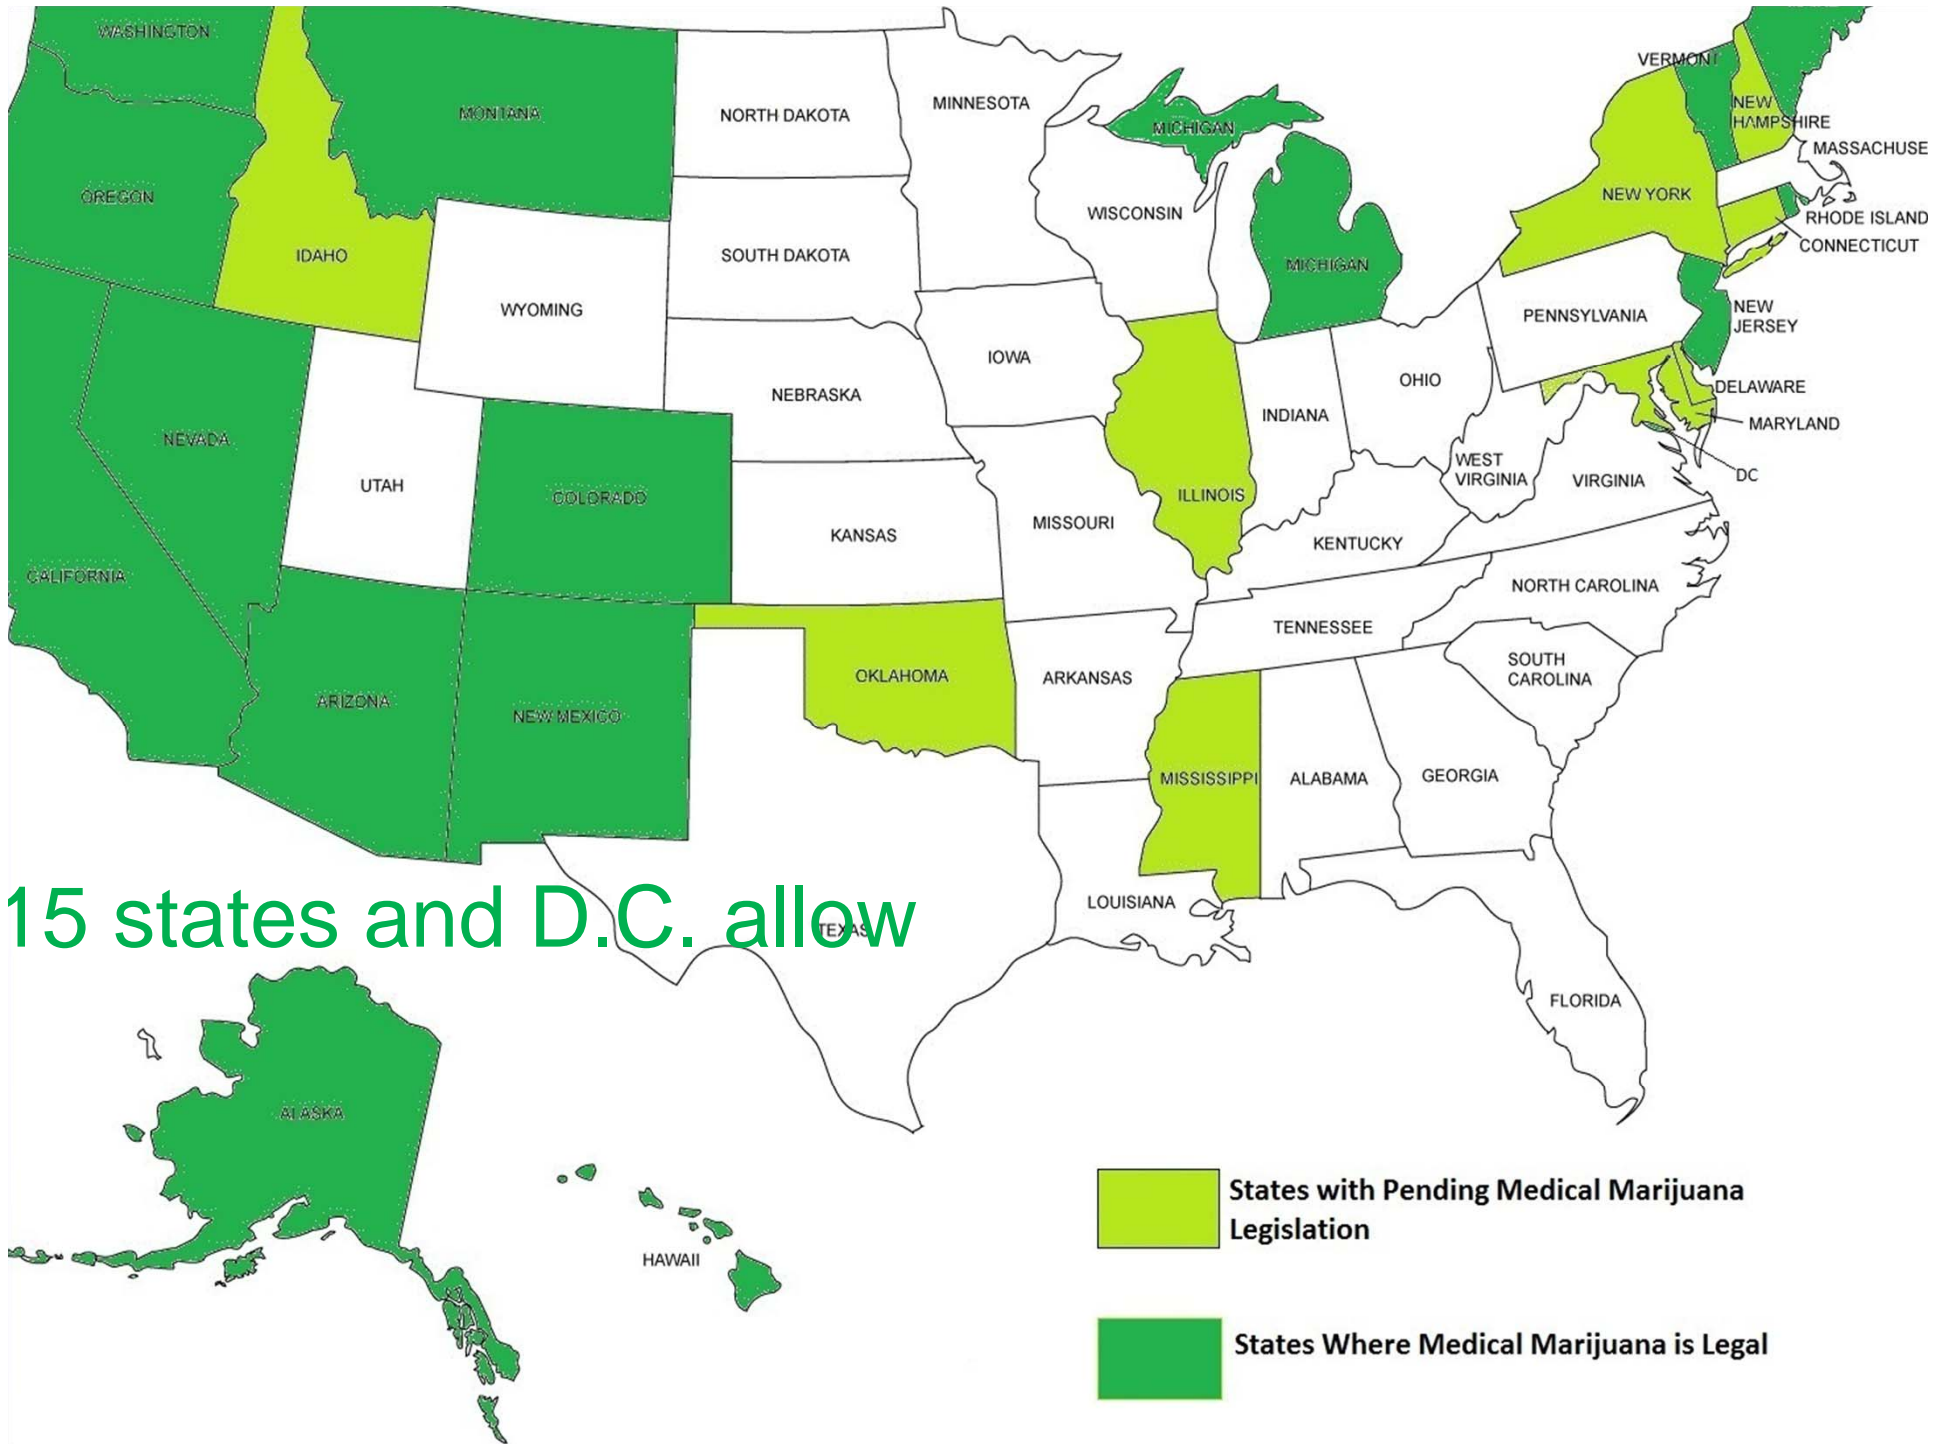 WASHINGTON
MONTANA
NORTH DAKOTA
MINNESOTA
VERMONT
NEW
HAMPSHIRE
MICHIGAN
MASSACHUSE
OREGON
NEW YORK
WISCONSIN
RHODE ISLAND
CONNECTICUT
IDAHO
SOUTH DAKOTA
MICHIGAN
WYOMING
PENNSYLVANIA
NEW
JERSEY
IOWA
OHIO
DELAWARE
NEBRASKA
INDIANA
MARYLAND
NEVADA
WEST
VIRGINIA
DC
UTAH
COLORADO
ILLINOIS
VIRGINIA
MISSOURI
KANSAS
KENTUCKY
CALIFORNIA
NORTH CAROLINA
TENNESSEE
OKLAHOMA
ARKANSAS
SOUTH
CAROLINA
ARIZONA
NEW MEXICO
MISSISSIPPI
ALABAMA
GEORGIA
LOUISIANA
15 states and D.C. allow
TEXAS
FLORIDA
ALASKA
HAWAII
States with Pending Medical Marijuana
Legislation
States Where Medical Marijuana is Legal